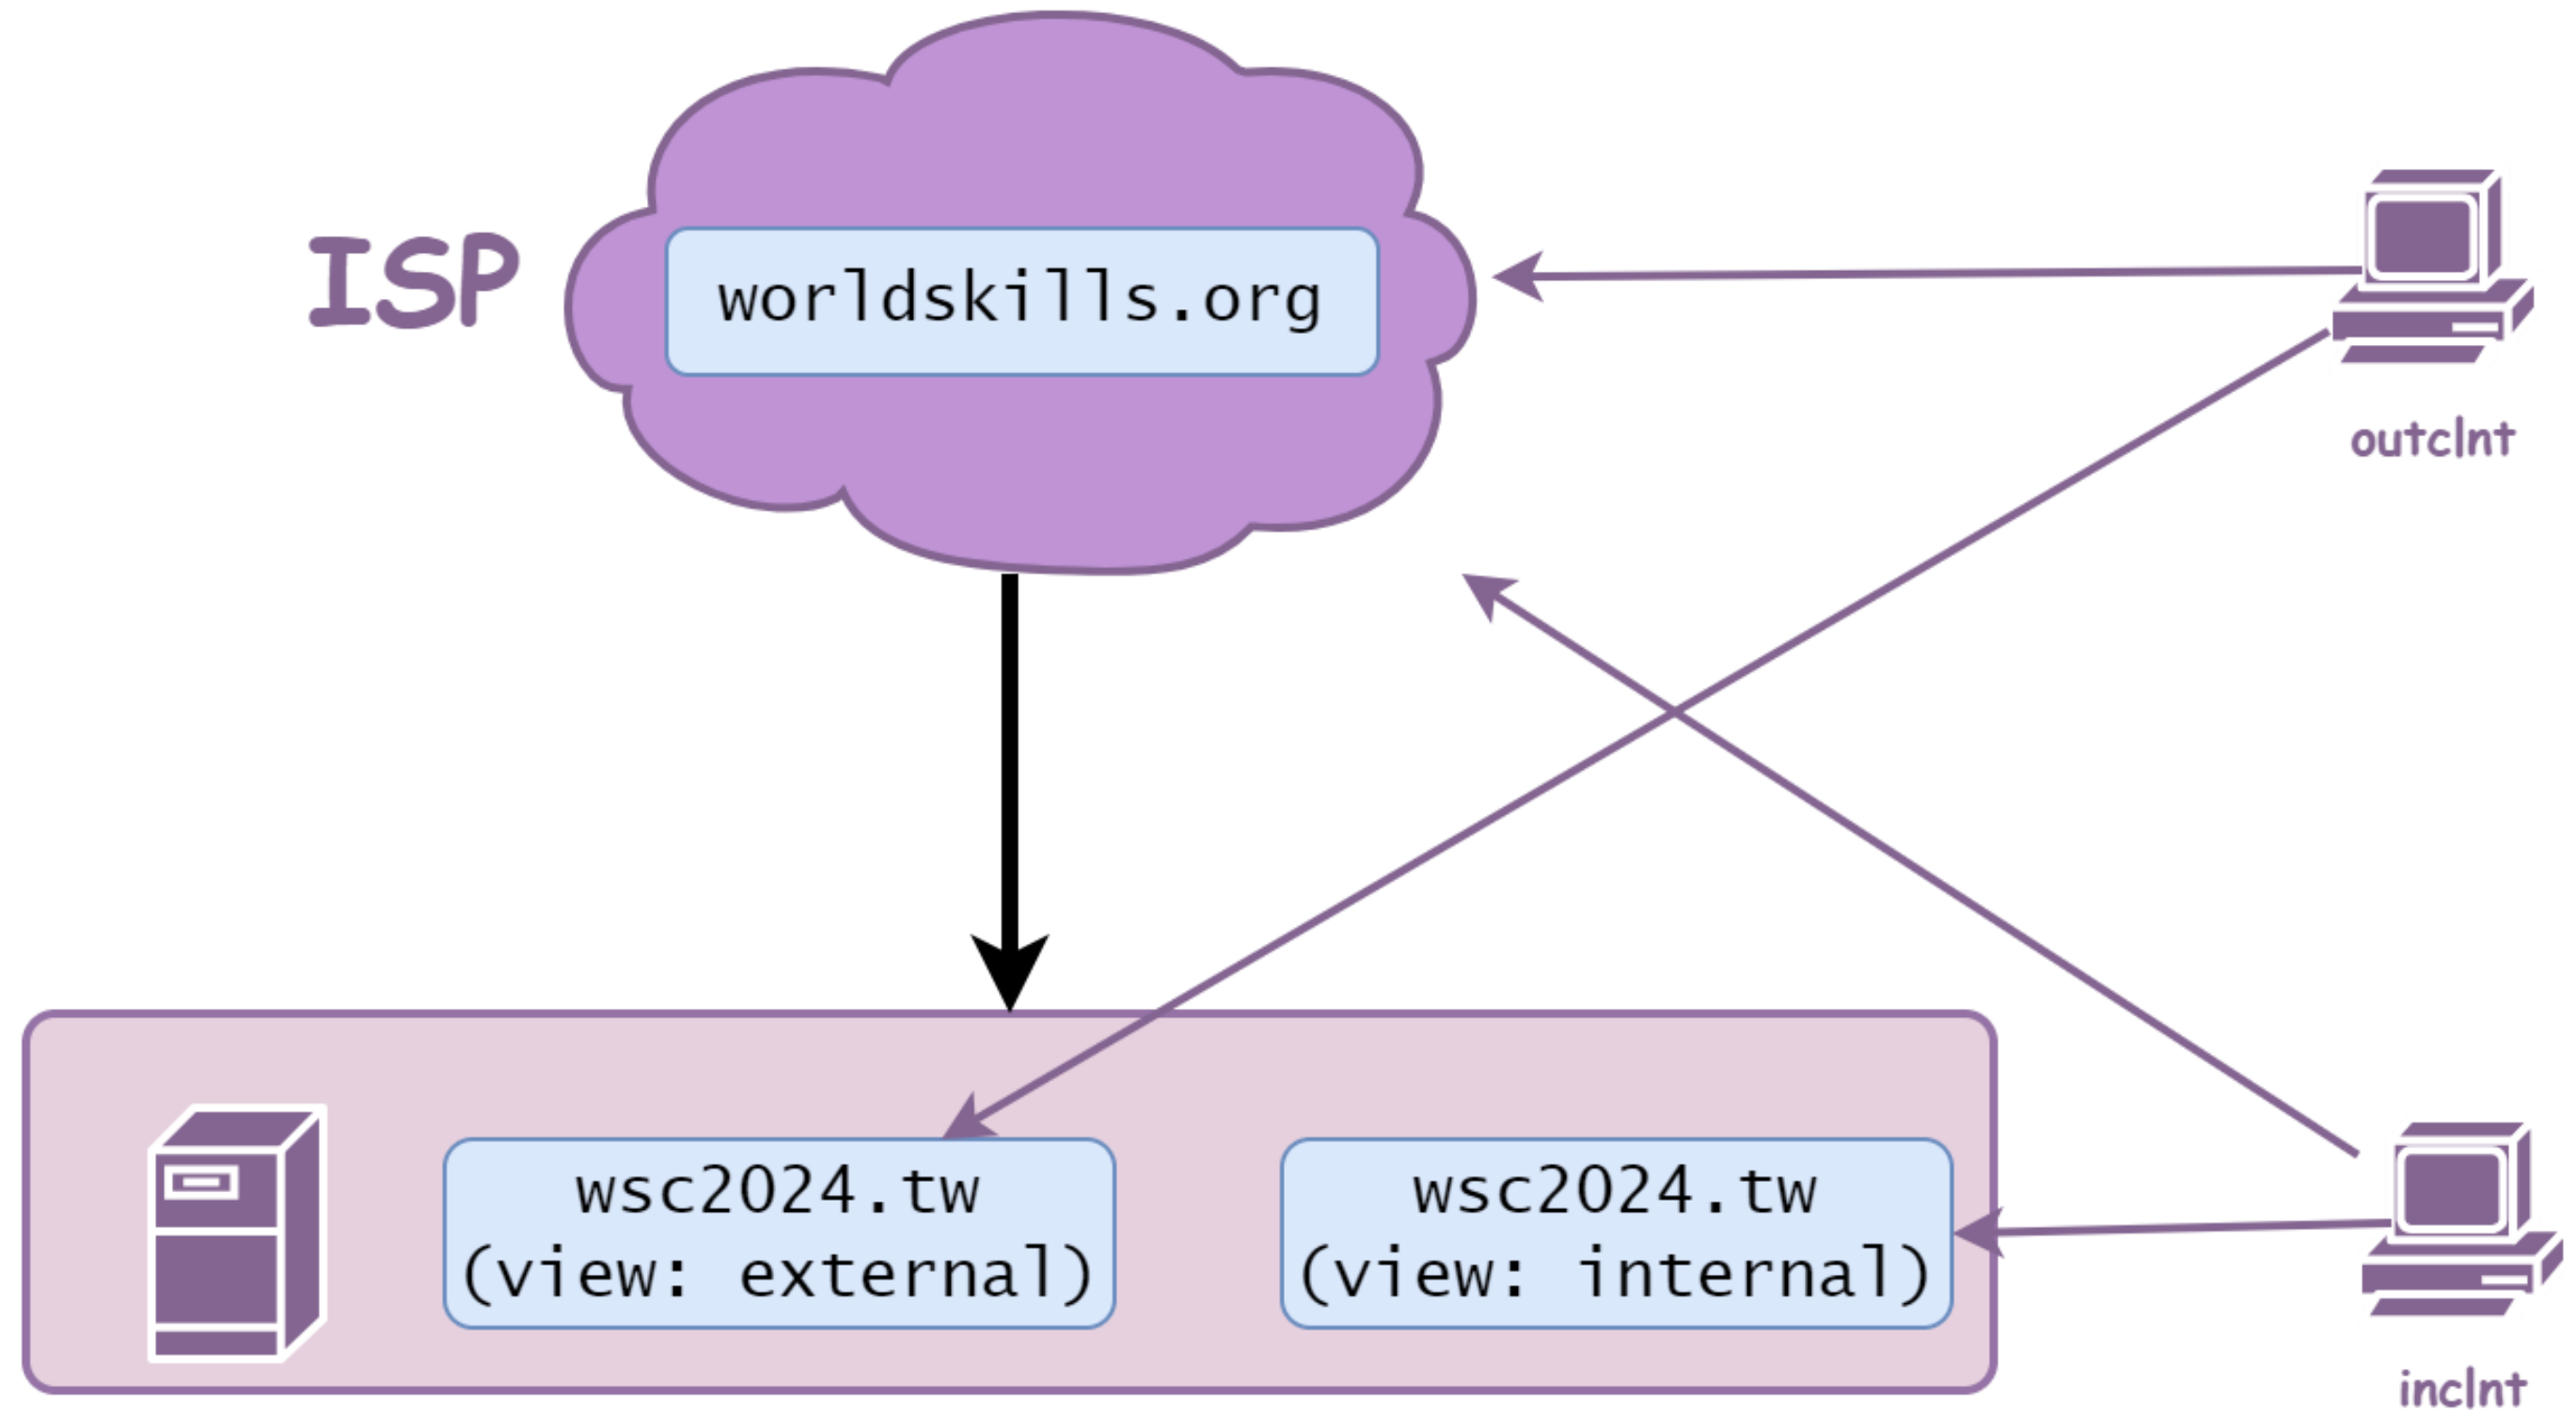 ISP
worldskills.org
outclnt
wsc2024.tw
(view: external)
wsc2024.tw
(view: internal)
inclnt